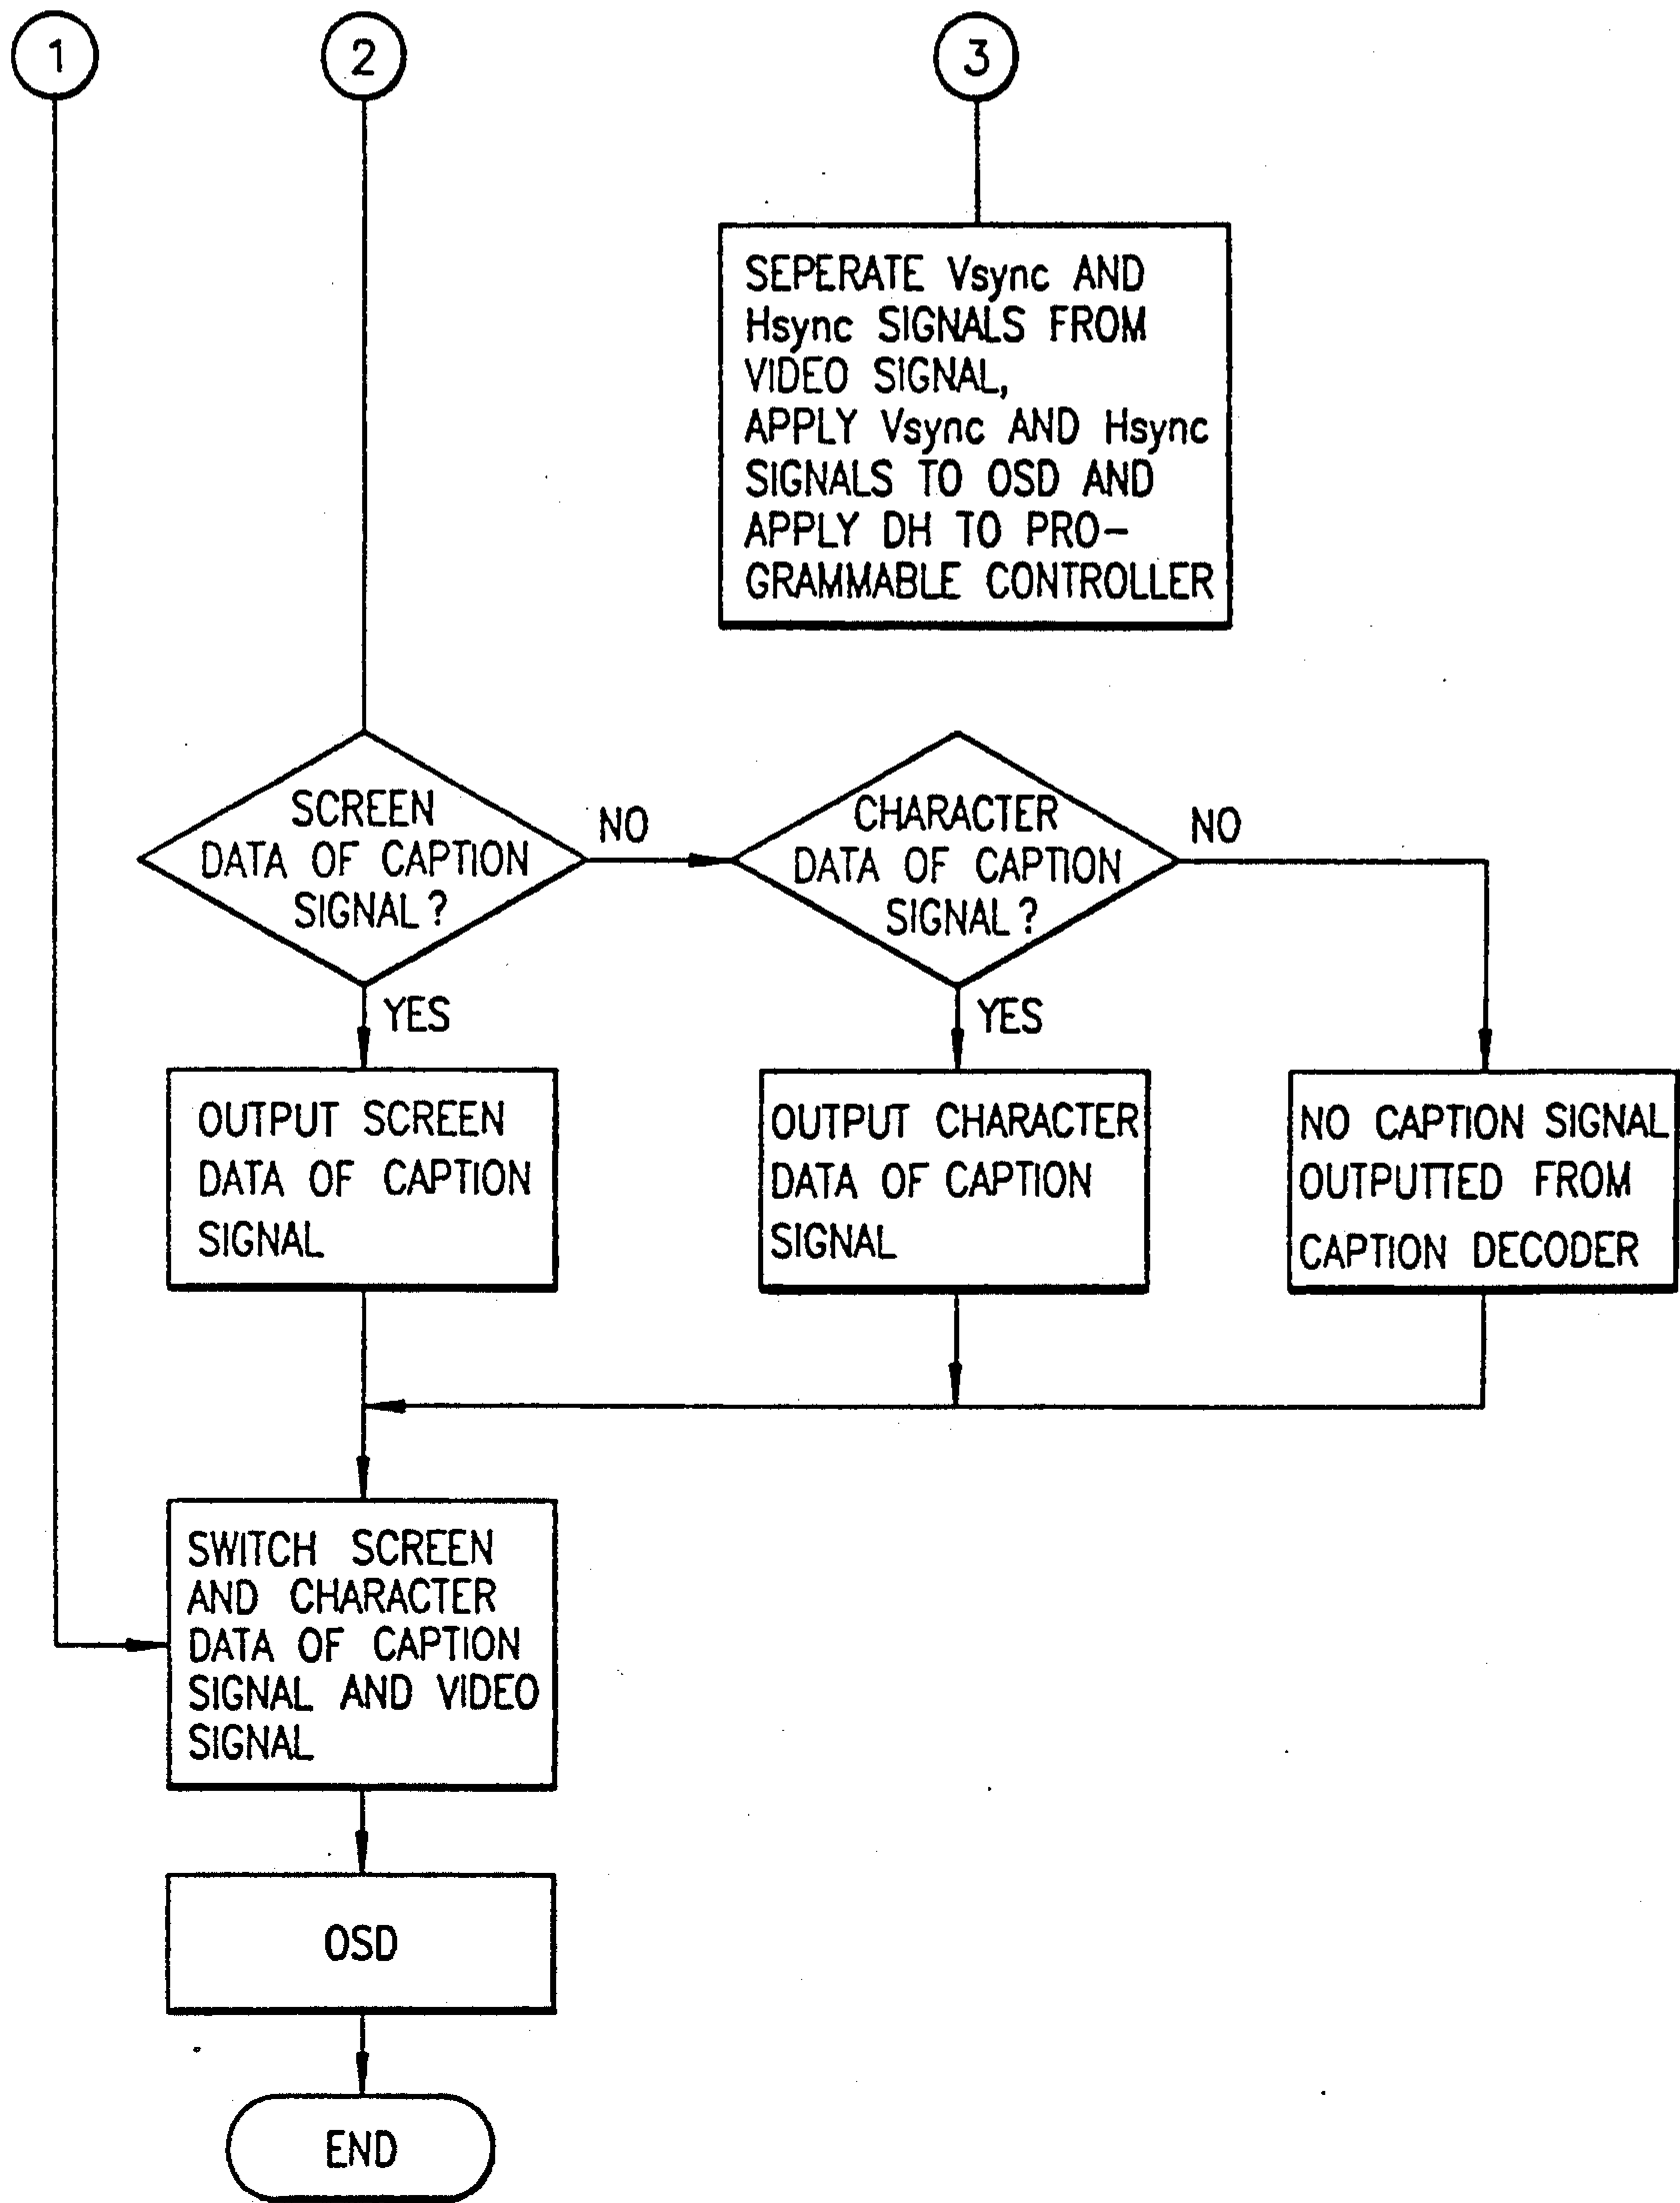 1
2
3
SEPERATE Vsync AND
Hsync SIGNALS FROM
VIDEO SIGNAL,
APPLY Vsync AND Hsync
SIGNALS TO OSD AND
APPLY DH TO PRO-
GRAMMABLE CONTROLLER
SCREEN
DATA OF CAPTION
SIGNAL?
NO
CHARACTER
DATA OF CAPTION
SIGNAL?
NO
YES
YES
OUTPUT SCREEN
DATA OF CAPTION
SIGNAL
OUTPUT CHARACTER
DATA OF CAPTION
SIGNAL
NO CAPTION SIGNAL
OUTPUTTED FROM
CAPTION DECODER
SWITCH SCREEN
AND CHARACTER
DATA OF CAPTION
SIGNAL AND VIDEO
SIGNAL
OSD
END